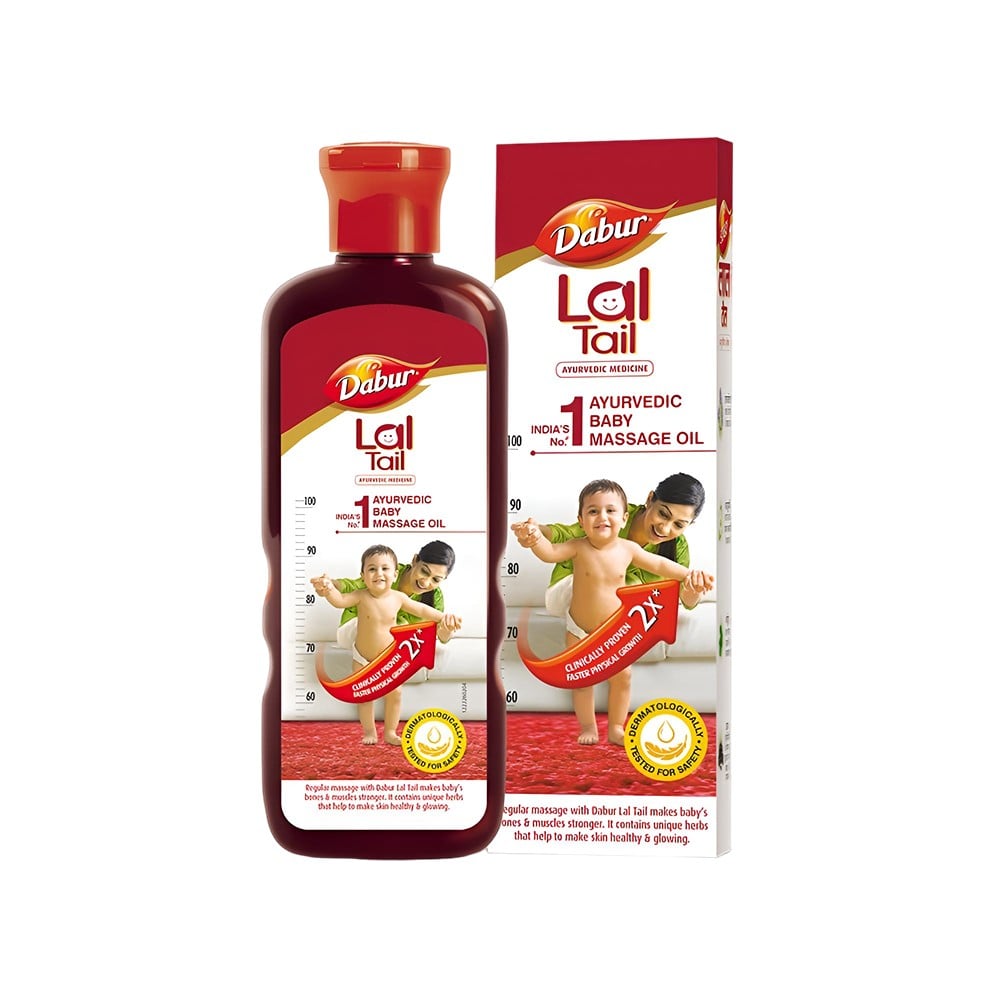 Dabur
Lal
Tail
AYURVEDIC MEDICINE
INDIA'S No.* 1 AYURVEDIC
BABY
MASSAGE OIL
100
90
80
70
60
CLINICALLY PROVEN
FASTER PHYSICAL GROWTH
2X+
DERMATOLOGICALLY
TESTED FOR SAFETY
Regular massage with Dabur Lal Tail makes baby's
bones & muscles stronger. It contains unique herbs
that help to make skin healthy & glowing.
Dabur
Lal
Tail
AYURVEDIC MEDICINE
INDIA'S No.* 1 AYURVEDIC
BABY
MASSAGE OIL
100
90
80
70
60
CLINICALLY PROVEN
FASTER PHYSICAL GROWTH
2X+
DERMATOLOGICALLY
TESTED FOR SAFETY
egular massage with Dabur Lal Tail makes baby's
ones & muscles stronger. It contains unique herbs
that help to make skin healthy & glowing.
लाल